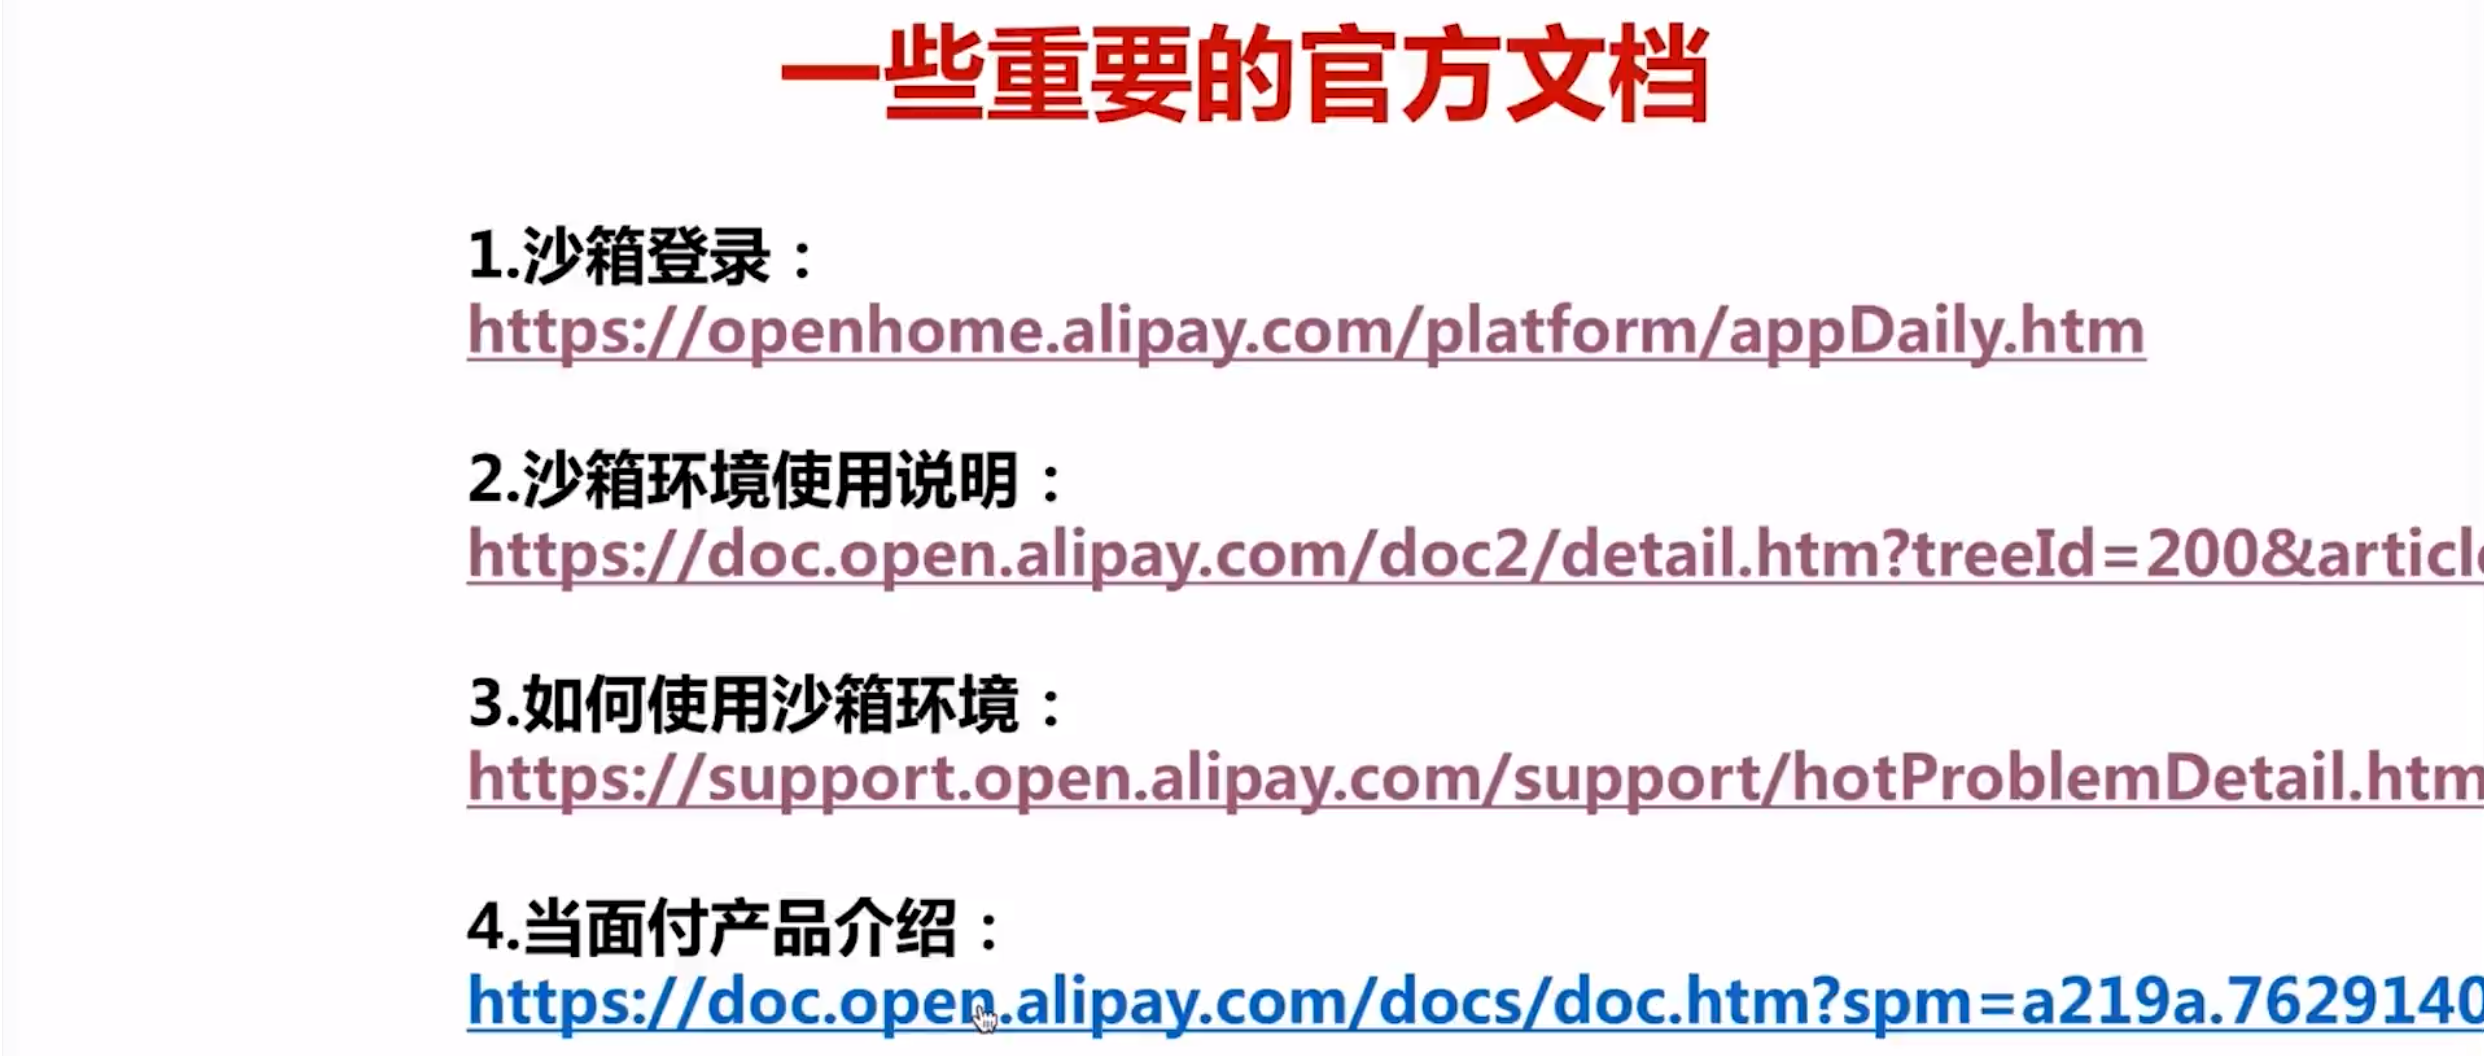 一些重要的官方文档
1.沙箱登录：
https://openhome.alipay.com/platform/appDaily.htm
2.沙箱环境使用说明：
https://doc.open.alipay.com/doc2/detail.htm?treeId=200&article
3.如何使用沙箱环境：
https://support.open.alipay.com/support/hotProblemDetail.htm
4.当面付产品介绍：
https://doc.open.alipay.com/docs/doc.htm?spm=a219a.7629140